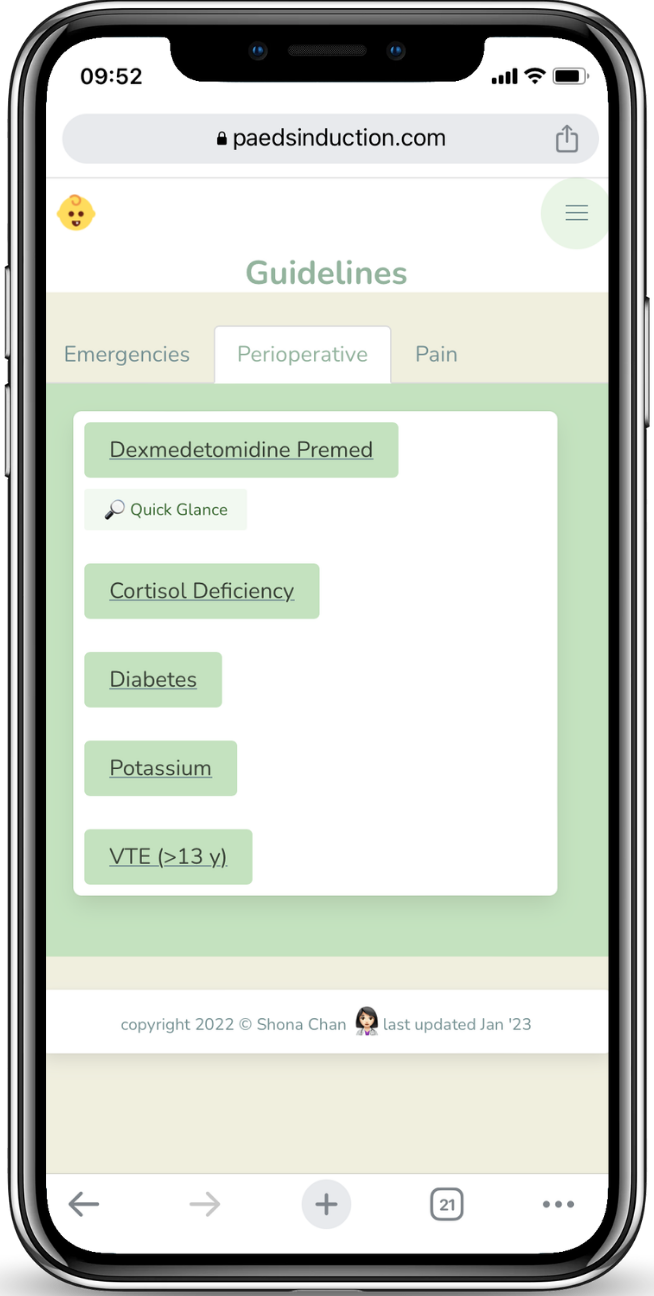 09:52
paedsinduction.com
Guidelines
Emergencies Perioperative Pain
Dexmedetomidine Premed
Quick Glance
Cortisol Deficiency
Diabetes
Potassium
VTE (>13 y)
copyright 2022 © Shona Chan last updated Jan '23
21